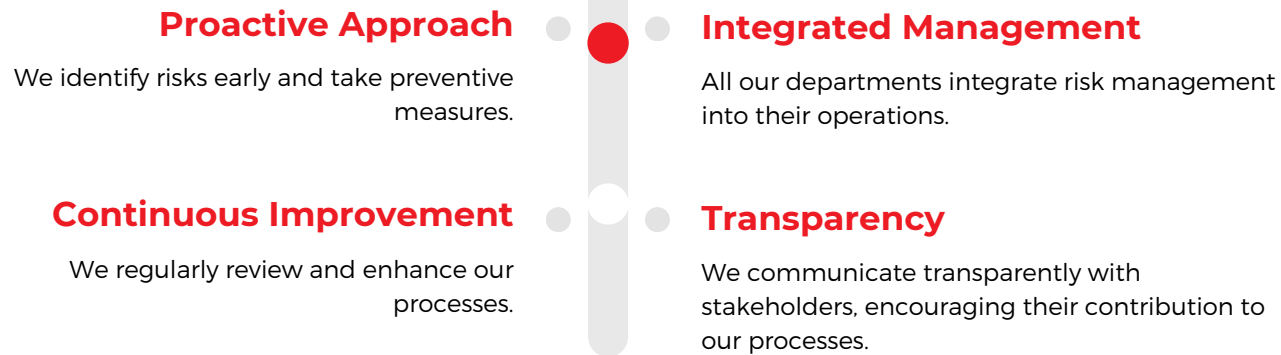 Proactive Approach
We identify risks early and take preventive
measures.
Integrated Management
All our departments integrate risk management
into their operations.
Continuous Improvement
We regularly review and enhance our
processes.
Transparency
We communicate transparently with
stakeholders, encouraging their contribution to
our processes.